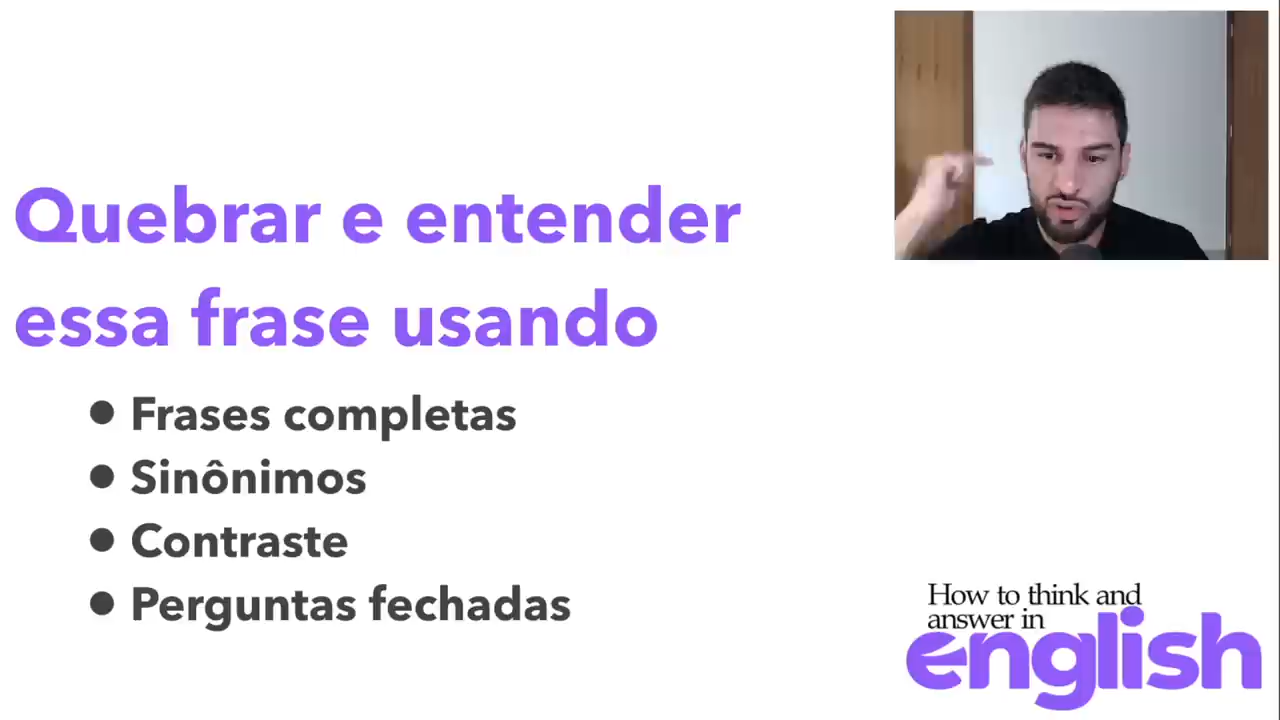 Quebrar e entender
essa frase usando
• Frases completas
• Sinônimos
• Contraste
• Perguntas fechadas
How to think and
answer in
english